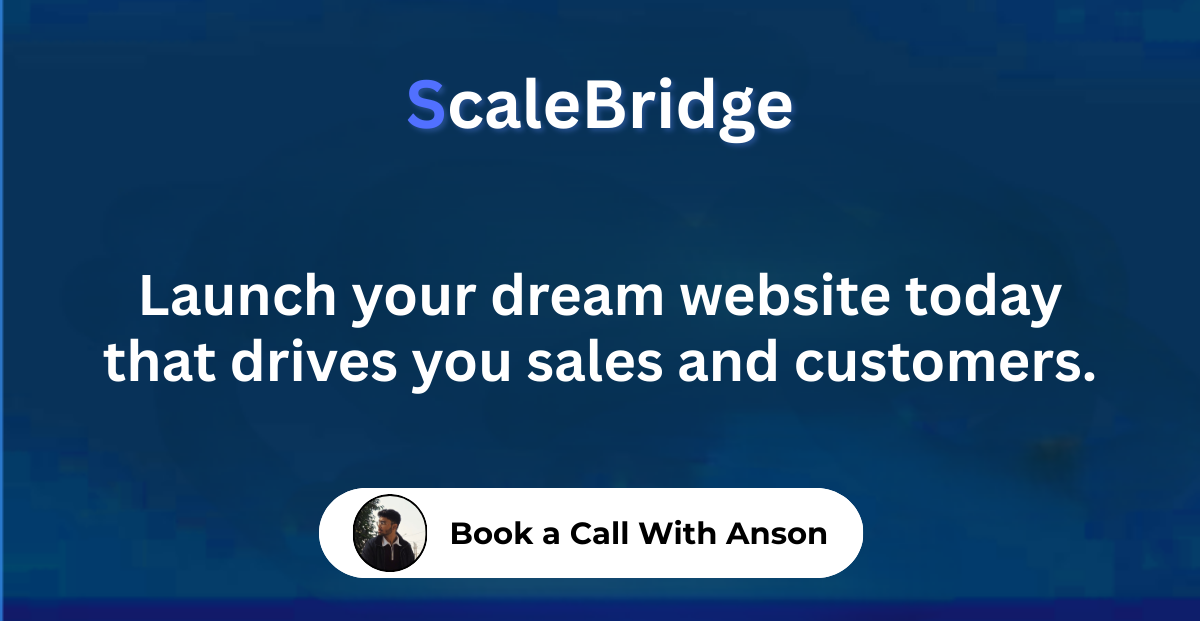 ScaleBridge
Launch your dream website today
that drives you sales and customers.
Book a Call With Anson